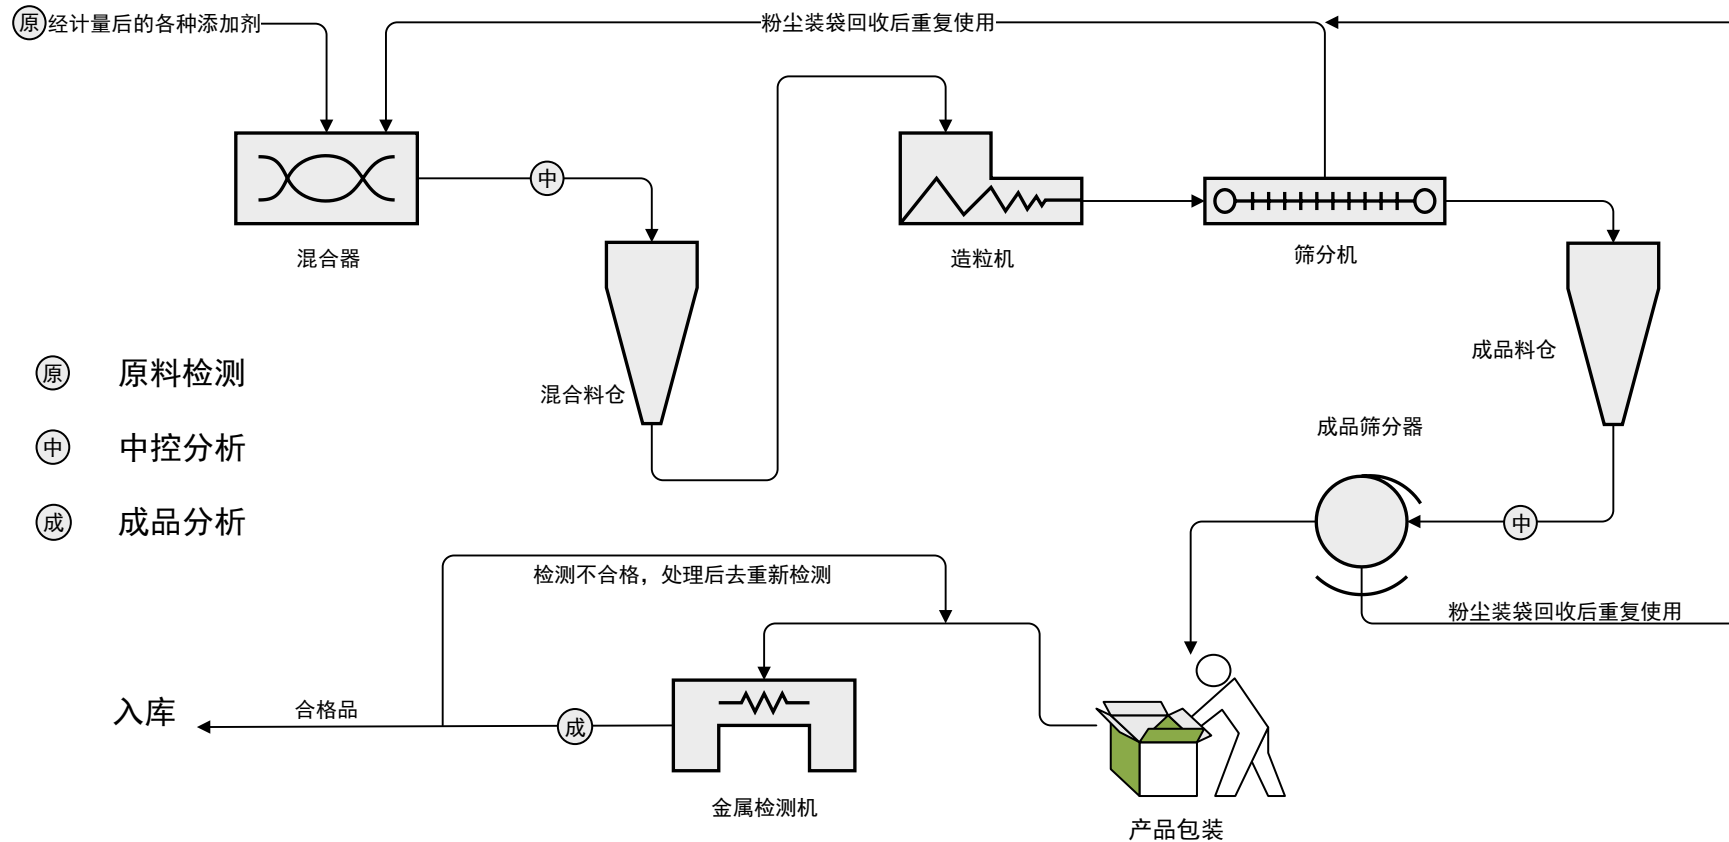 原 经计量后的各种添加剂
粉尘装袋回收后重复使用
中
混合器
造粒机
筛分机
混合料仓
成品料仓
原 原料检测
中 中控分析
成 成品分析
成品筛分器
中
检测不合格，处理后去重新检测
粉尘装袋回收后重复使用
入库
合格品
成
金属检测机
产品包装